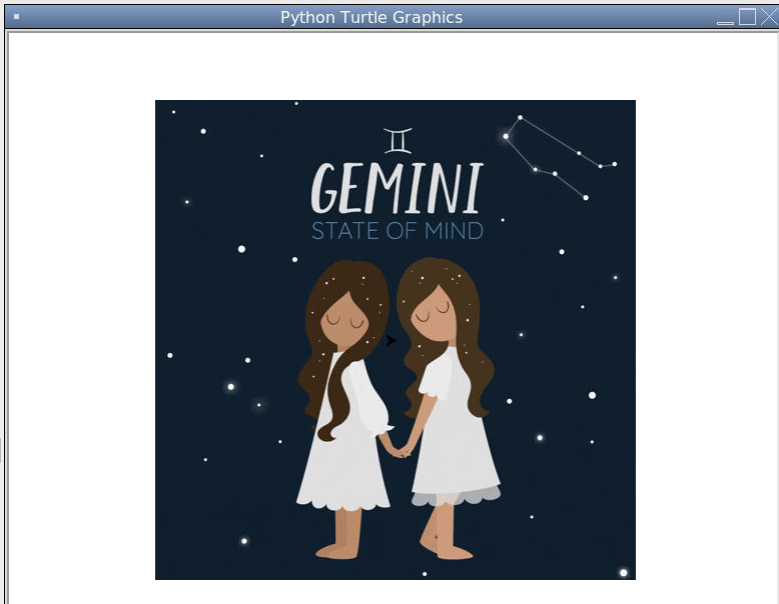 Python Turtle Graphics
GEMINI
STATE OF MIND